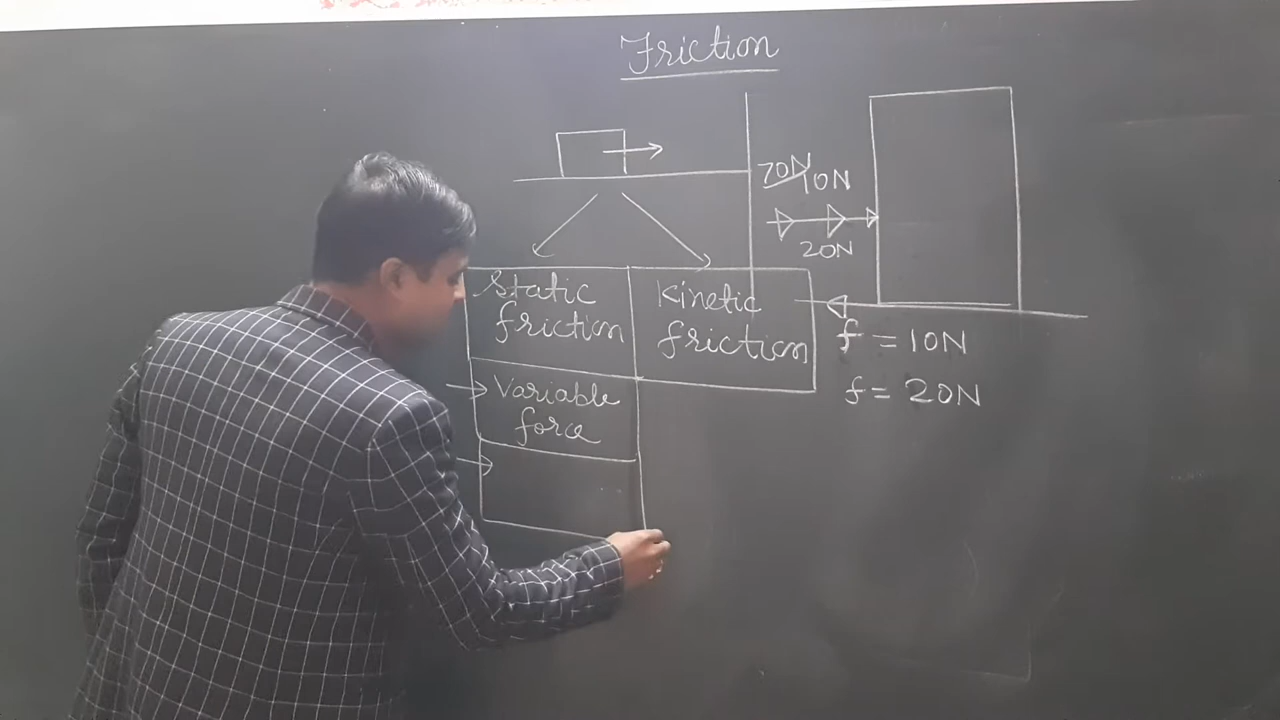 Friction
70N
10N
20N
Static
friction
Kinetic
friction
f = 10N
f = 20N
Variable
force